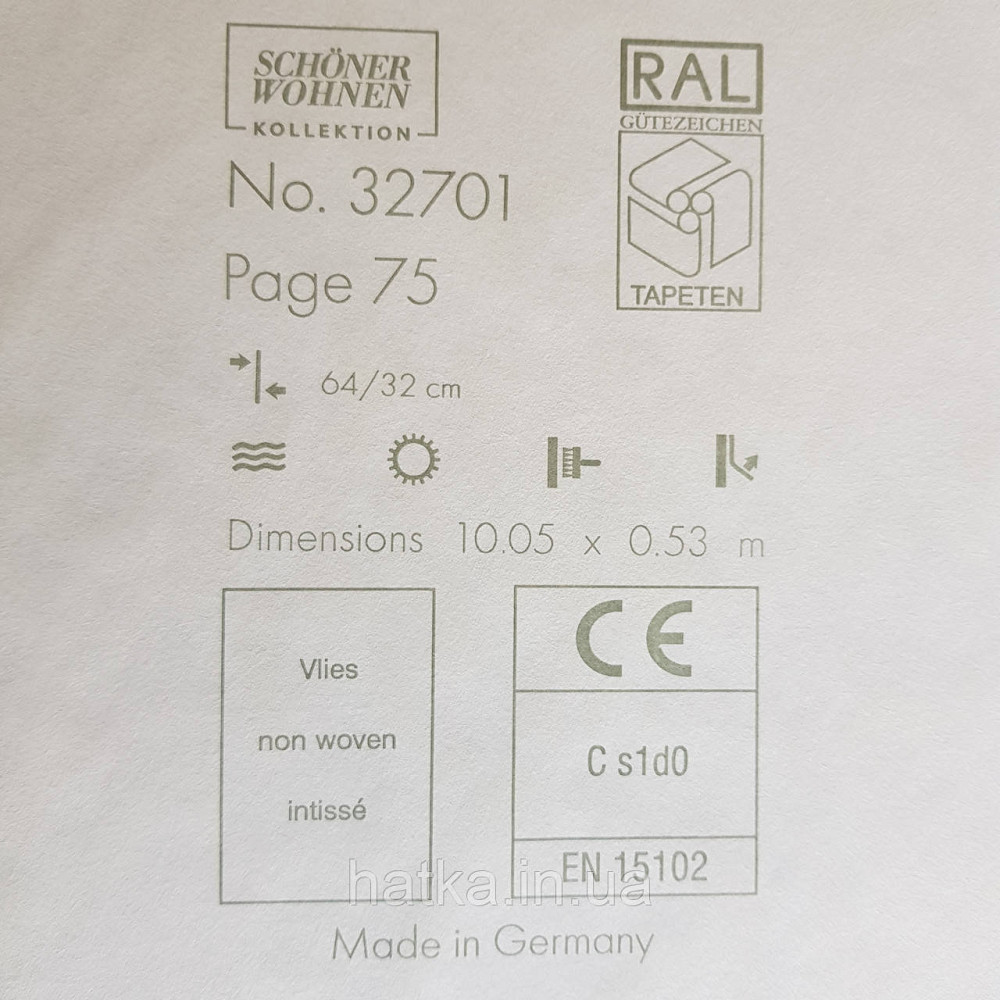 SCHÖNER
WOHNEN
KOLLEKTION
No. 32701
Page 75
RAL
GÜTEZEICHEN
TAPETEN
64/32 cm
Dimensions 10.05 x 0.53 m
Vlies
non woven
intissé
CE
C s1d0
EN 15102
hatka.in.ua
Made in Germany